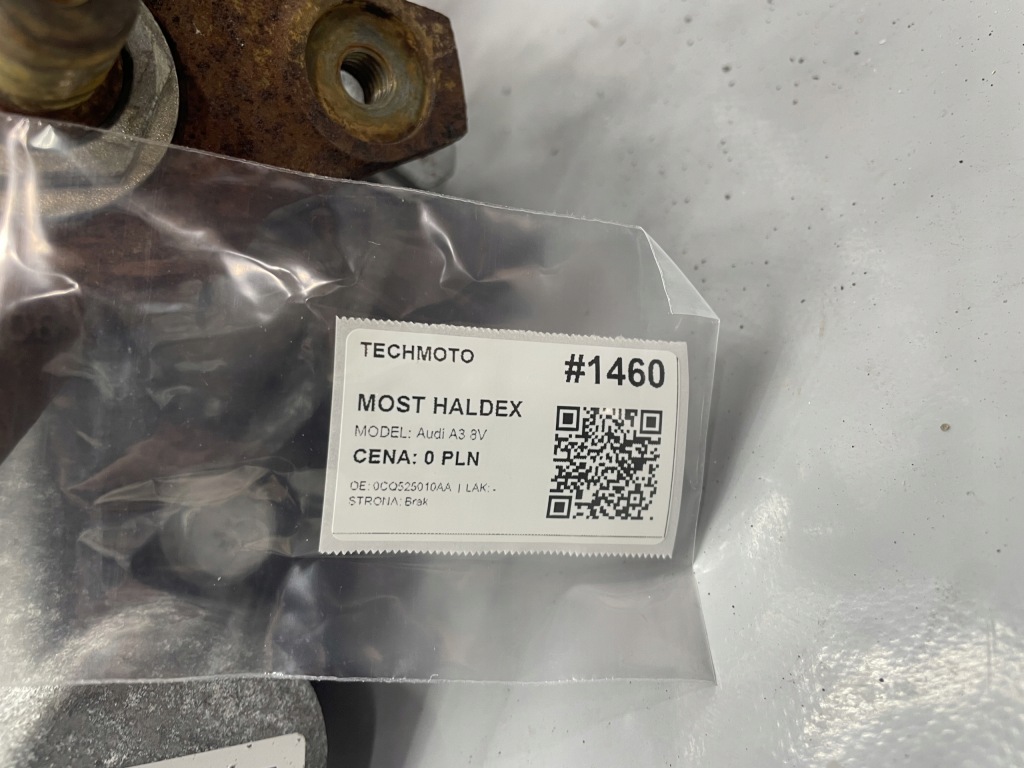 TECHMOTO
#1460
MOST HALDEX
MODEL: Audi A3 8V
CENA: 0 PLN
OE: 0CQ525010AA | LAK: -
STRONA: Brak